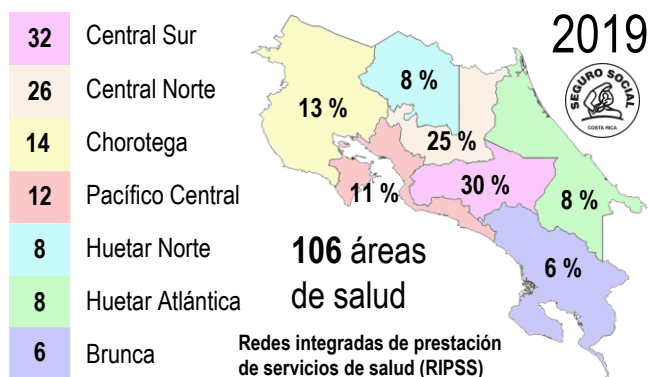 32 Central Sur
26 Central Norte
14 Chorotega
12 Pacífico Central
8 Huetar Norte
8 Huetar Atlántica
6 Brunca
2019
SEGURO SOCIAL
COSTA RICA
8 %
13 %
25 %
30 %
11 %
8 %
6 %
106 áreas
de salud
Redes integradas de prestación
de servicios de salud (RIPSS)